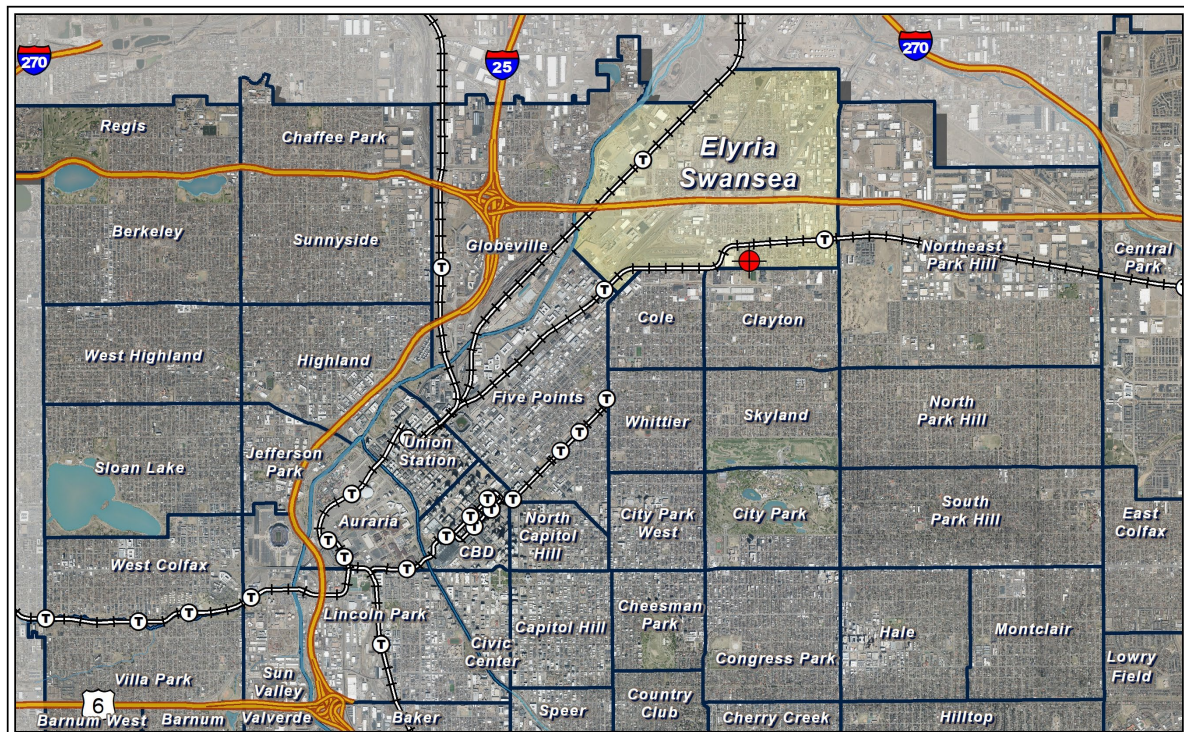 270
25
270
Regis
Chaffee Park
Elyria
Swansea
T
Berkeley
Sunnyside
Globeville
T
T
Northeast
Park Hill
Central
Park
T
T
T
Cole
Clayton
West Highland
Highland
Five Points
T
Whittier
Skyland
North
Park Hill
T
T
T
Union
Station
Jefferson
Park
Sloan Lake
T
Auraria
T
T
T
T
T
T
CBD
North
Capitol
Hill
City Park
West
City Park
South
Park Hill
East
Colfax
West Colfax
T
T
T
T
T
T
T
Lincoln Park
Cheesman
Park
Capitol Hill
Hale
Montclair
T
Civic
Center
Congress Park
Lowry
Field
Villa Park
Sun
Valley
6
Barnum West
Barnum
Valverde
Baker
Speer
Country
Club
Cherry Creek
Hilltop